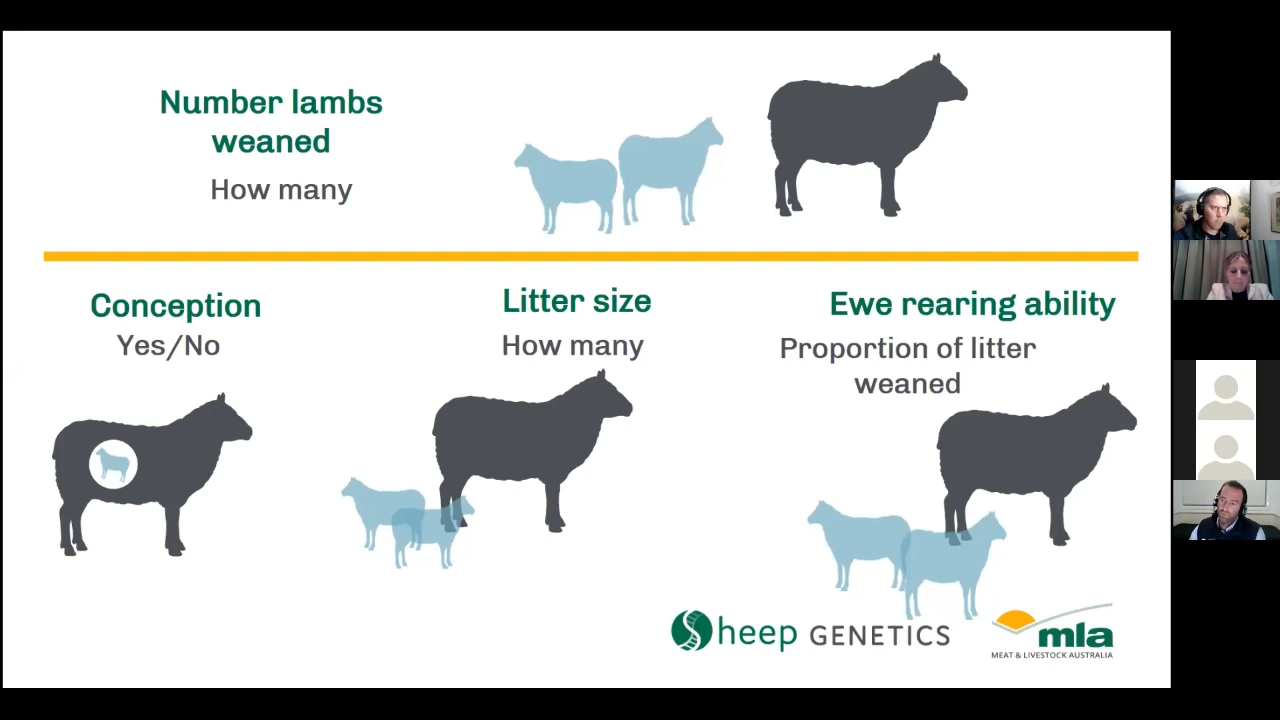 Number lambs
weaned
How many
Conception
Yes/No
Litter size
How many
Ewe rearing ability
Proportion of litter
weaned
Sheep GENETICS
mla
MEAT & LIVESTOCK AUSTRALIA